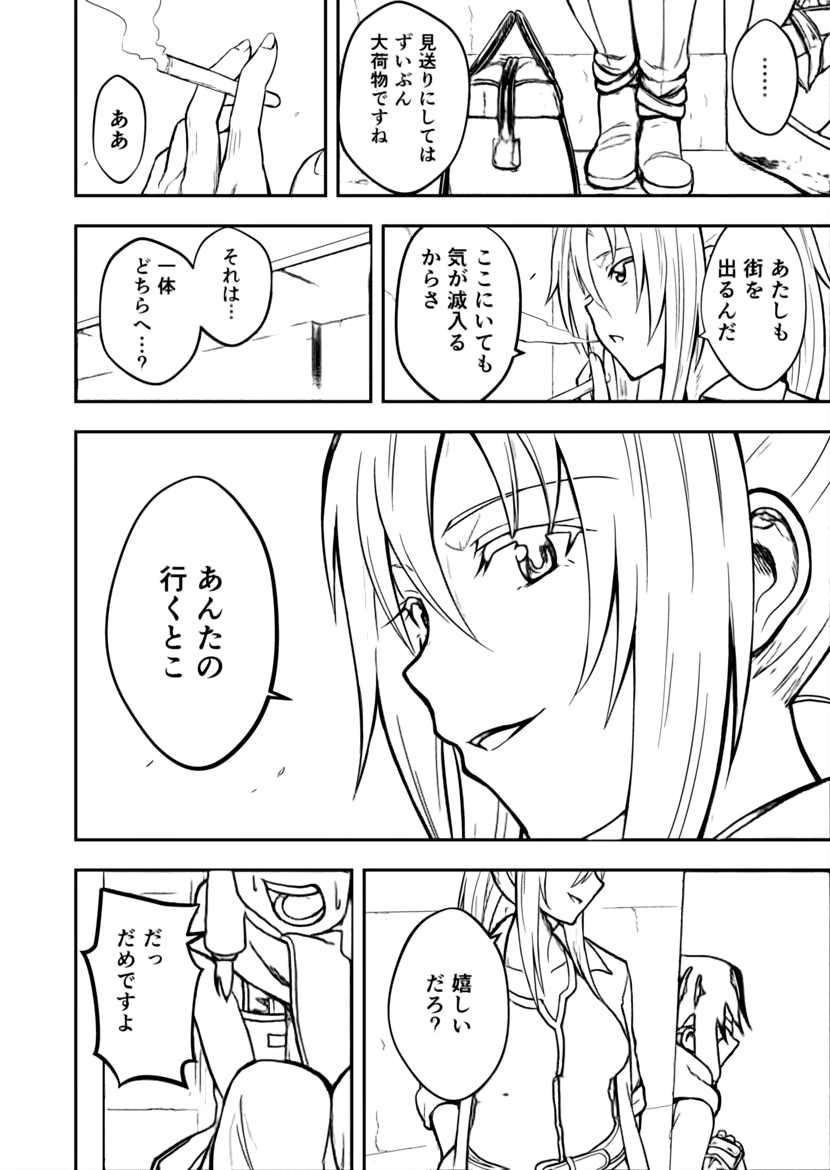 ……
見送りにしては
ずいぶん
大荷物ですね
ああ
あたしも
街を
出るんだ
ここにいても
気が滅入る
からさ
それは…
一体
どちらへ…?
あんたの
行くとこ
嬉しい
だろ?
だっ
だめですよ